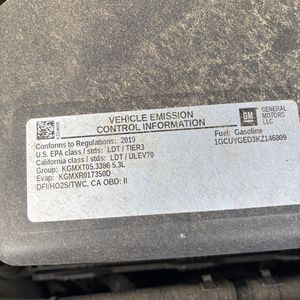 VEHICLE EMISSION
CONTROL INFORMATION
GM
GENERAL
MOTORS
LLC
Conforms to Regulations: 2019
Fuel: Gasoline
U.S. EPA class / stds: LDT / TIER3
1GCUYGED3KZ146809
California class / stds: LDT / ULEV70
Group: KGMXT05.3386 5.3L
Evap: KGMXR017350D
DFI/HO2S/TWC, CA OBD: II